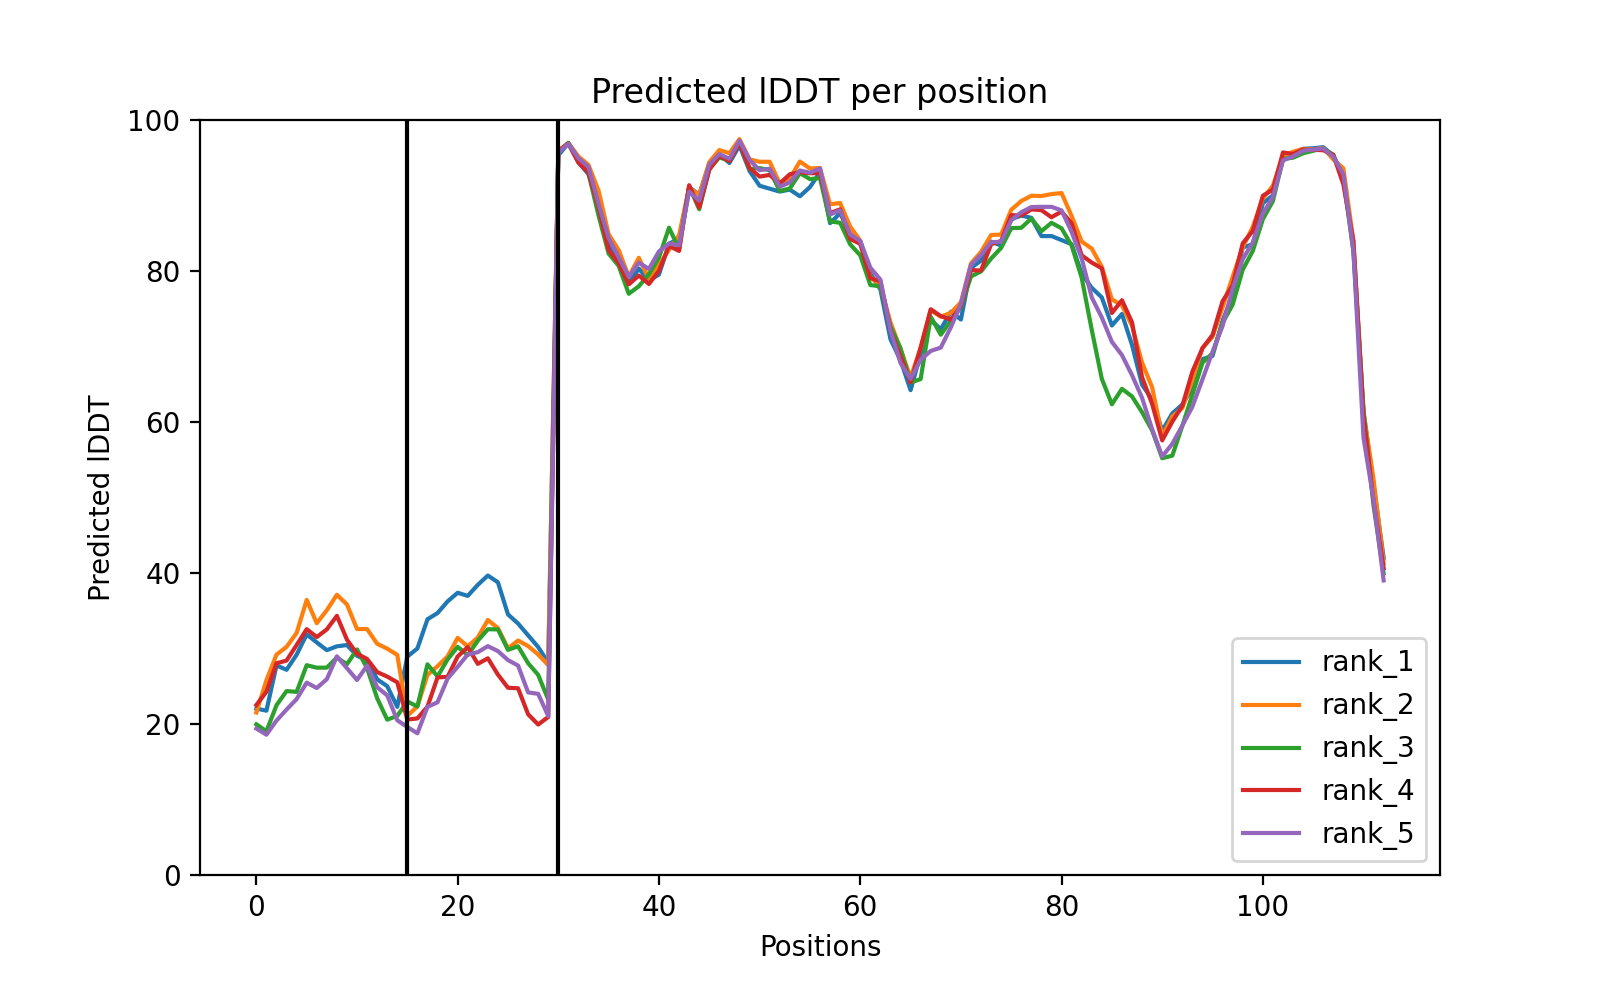 Predicted lDDT per position
100
80
60
40
20
0
Predicted lDDT
0 20 40 60 80 100
Positions
rank_1
rank_2
rank_3
rank_4
rank_5